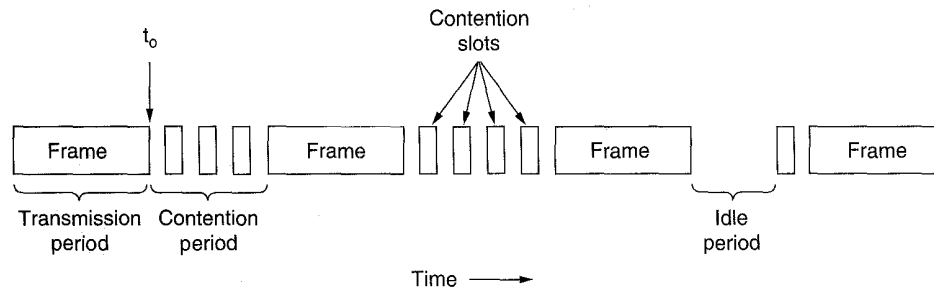 Contention
slots
t₀
Frame
Frame
Frame
Frame
Transmission
period
Contention
period
Idle
period
Time